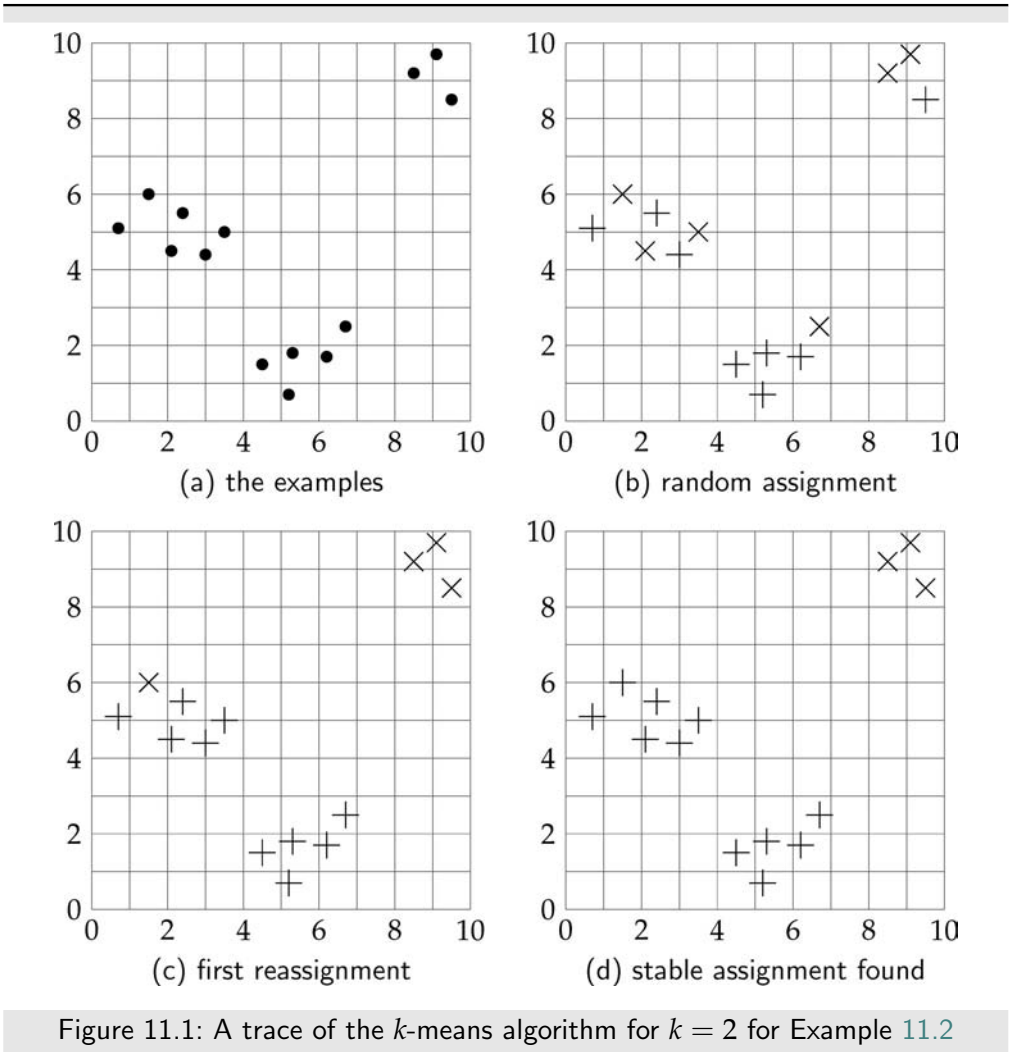 10
8
6
4
2
0
0 2 4 6 8 10
(a) the examples
10
8
6
4
2
0
0 2 4 6 8 10
(b) random assignment
10
8
6
4
2
0
0 2 4 6 8 10
(c) first reassignment
10
8
6
4
2
0
0 2 4 6 8 10
(d) stable assignment found
Figure 11.1: A trace of the k-means algorithm for k = 2 for Example 11.2